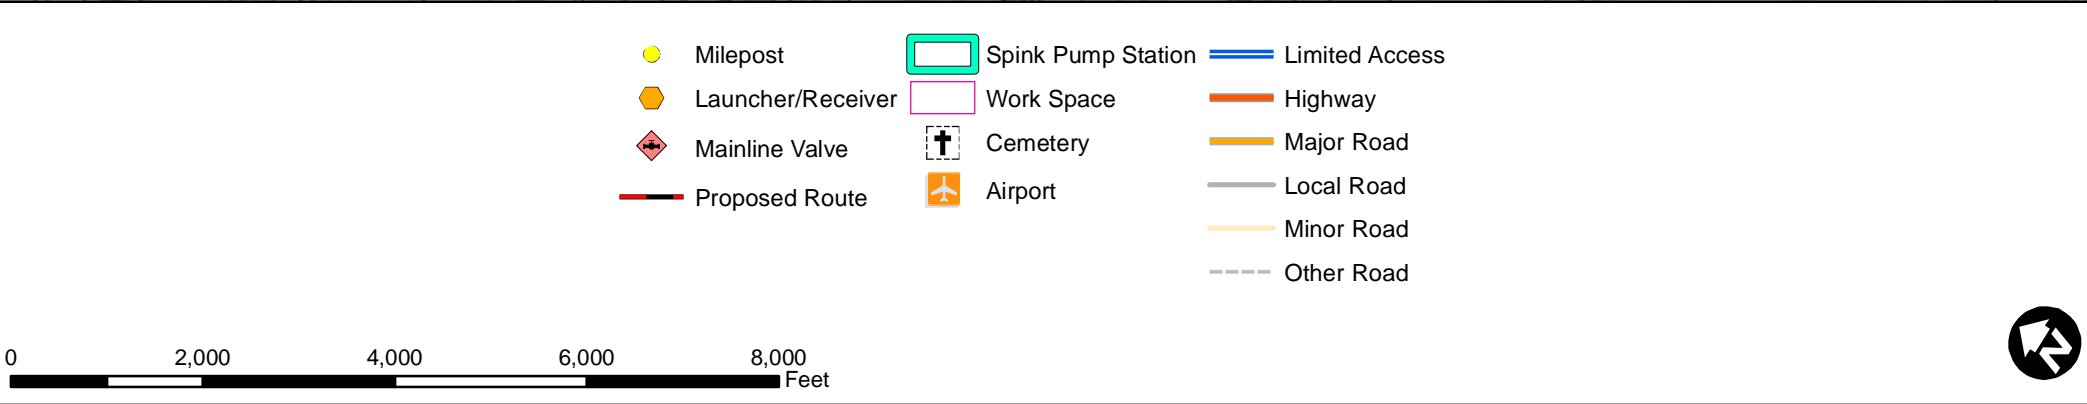 Milepost
Launcher/Receiver
Mainline Valve
Proposed Route
Spink Pump Station
Work Space
Cemetery
Airport
Limited Access
Highway
Major Road
Local Road
Minor Road
Other Road
0 2,000 4,000 6,000 8,000
Feet
N